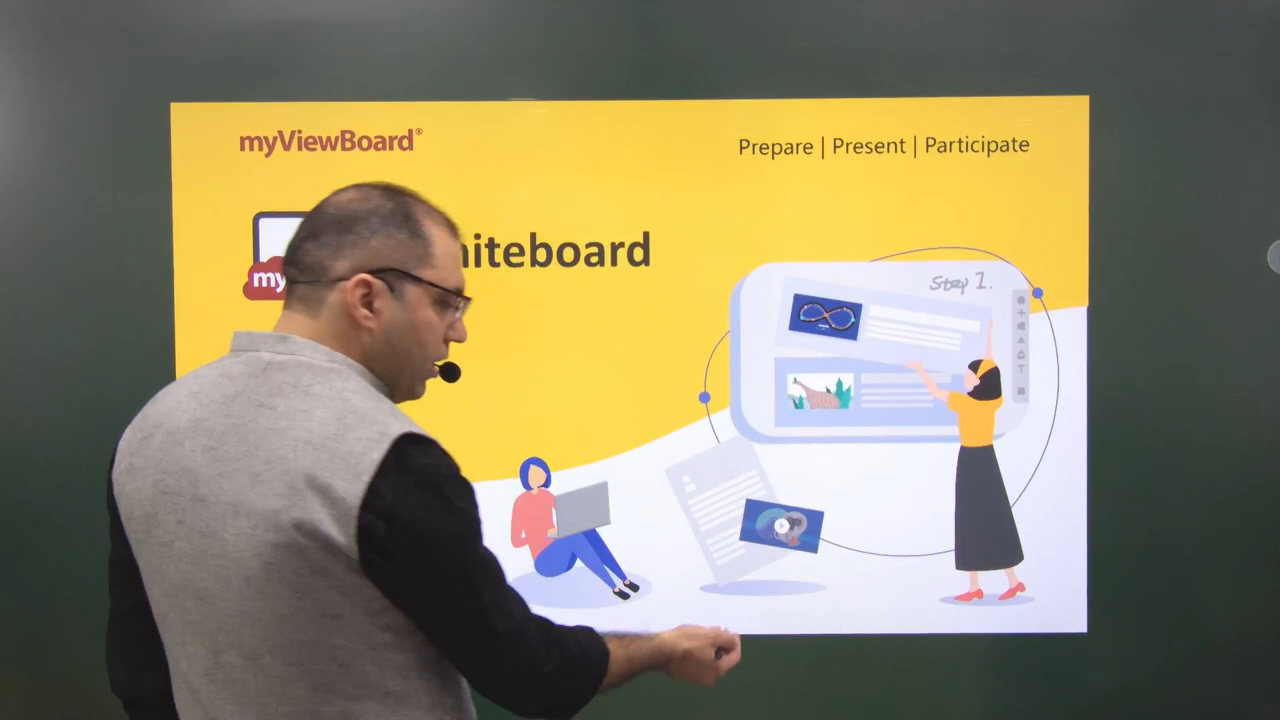 myViewBoard®
Prepare | Present | Participate
my
iteboard
Step 1.